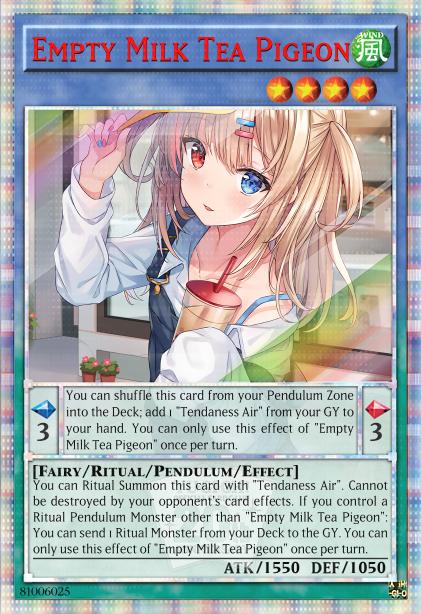 EMPTY MILK TEA PIGEON
WIND
風
You can shuffle this card from your Pendulum Zone
into the Deck; add 1 "Tendaness Air" from your GY to
your hand. You can only use this effect of "Empty
Milk Tea Pigeon" once per turn.
3
3
[FAIRY/RITUAL/PENDULUM/EFFECT]
You can Ritual Summon this card with "Tendaness Air". Cannot
be destroyed by your opponent's card effects. If you control a
Ritual Pendulum Monster other than "Empty Milk Tea Pigeon":
You can send 1 Ritual Monster from your Deck to the GY. You can
only use this effect of "Empty Milk Tea Pigeon" once per turn.
ATK/1550 DEF/1050
81006025